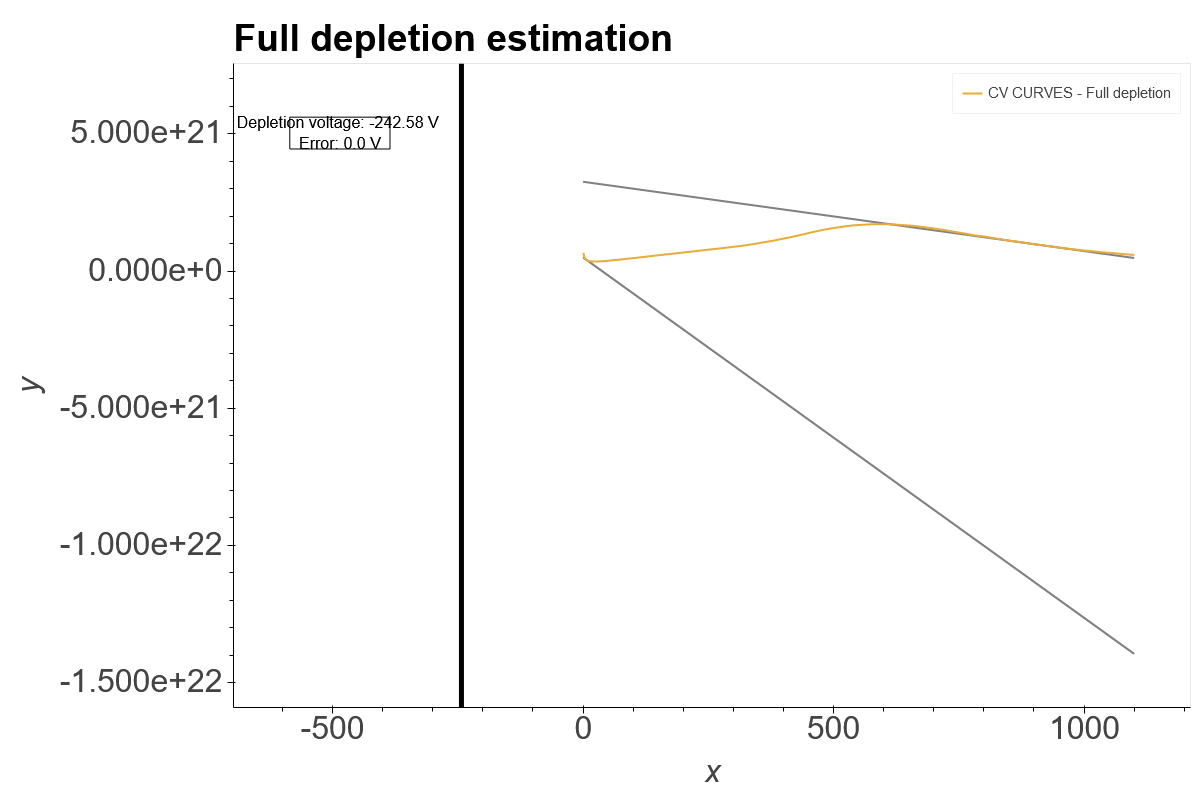 Full depletion estimation
CV CURVES - Full depletion
Depletion voltage: -242.58 V
Error: 0.0 V
5.000e+21
0.000e+0
-5.000e+21
-1.000e+22
-1.500e+22
y
-500
0
500
1000
x